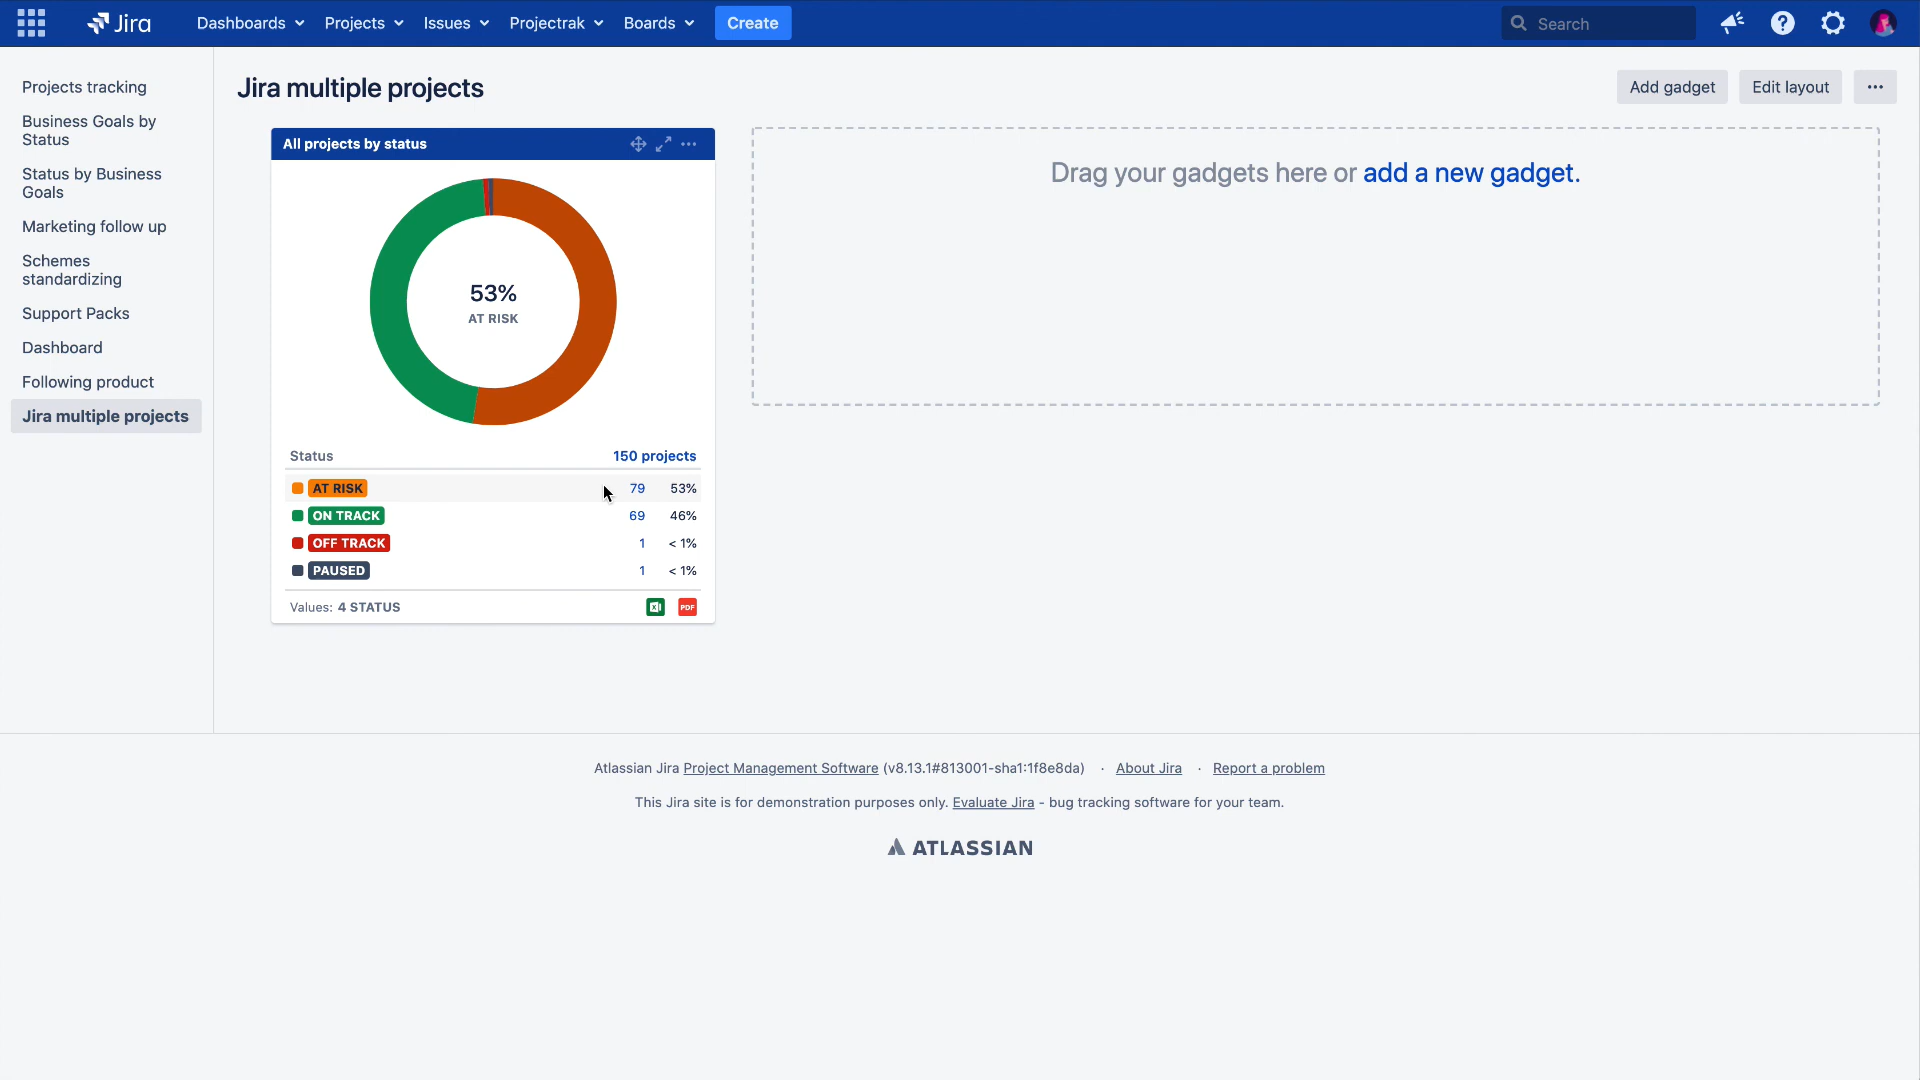 Jira
Dashboards Projects Issues Projectrak Boards Create
Search
Projects tracking
Business Goals by
Status
Status by Business
Goals
Marketing follow up
Schemes
standardizing
Support Packs
Dashboard
Following product
Jira multiple projects
Jira multiple projects
Add gadget Edit layout
All projects by status
53%
AT RISK
Status 150 projects
AT RISK 79 53%
ON TRACK 69 46%
OFF TRACK 1 < 1%
PAUSED 1 < 1%
Values: 4 STATUS PDF
Drag your gadgets here or add a new gadget.
Atlassian Jira Project Management Software (v8.13.1#813001-sha1:1f8e8da) · About Jira · Report a problem
This Jira site is for demonstration purposes only. Evaluate Jira - bug tracking software for your team.
ATLASSIAN